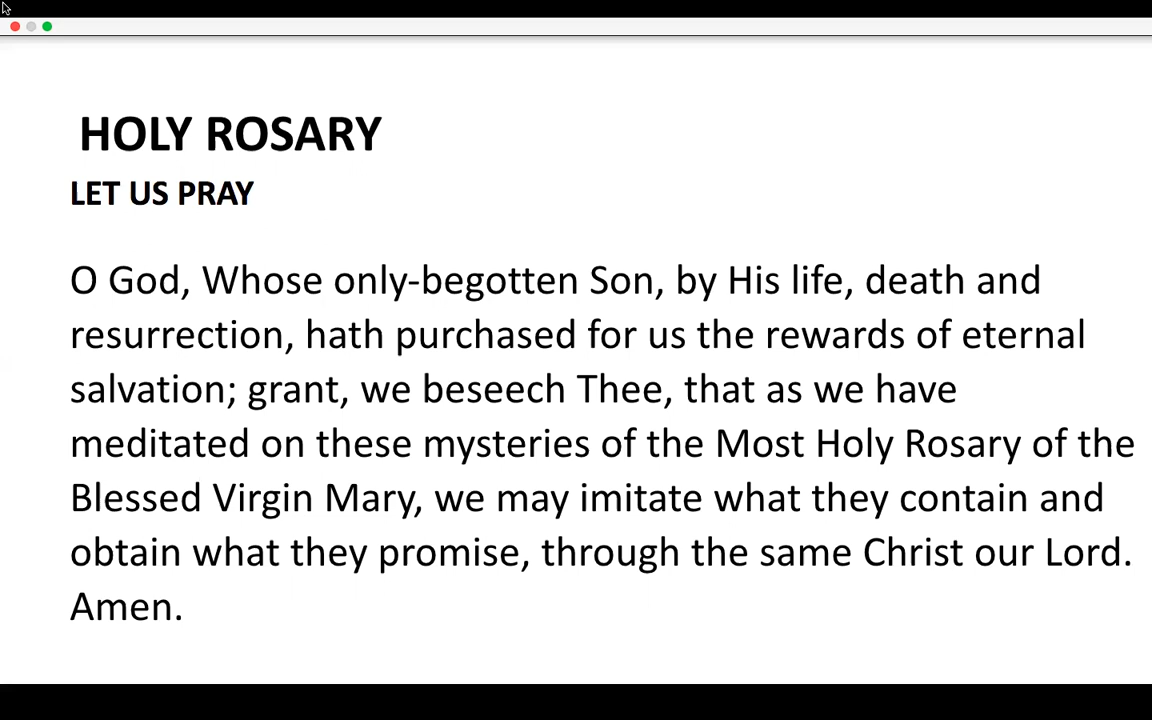 HOLY ROSARY
LET US PRAY
O God, Whose only-begotten Son, by His life, death and
resurrection, hath purchased for us the rewards of eternal
salvation; grant, we beseech Thee, that as we have
meditated on these mysteries of the Most Holy Rosary of the
Blessed Virgin Mary, we may imitate what they contain and
obtain what they promise, through the same Christ our Lord.
Amen.